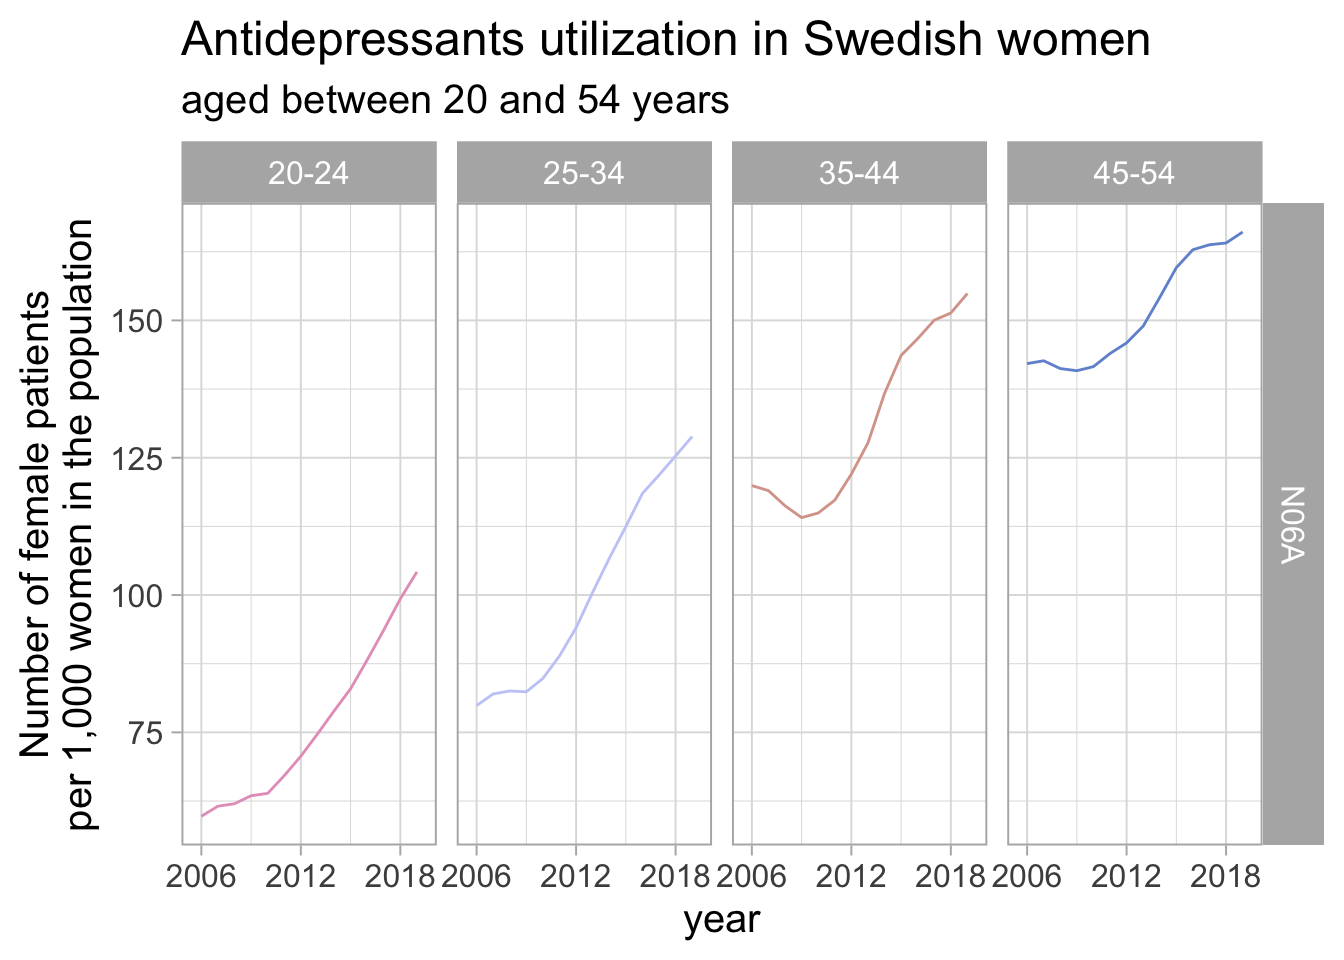 Antidepressants utilization in Swedish women
aged between 20 and 54 years
20-24 25-34 35-44 45-54
Number of female patients
per 1,000 women in the population
150
125
100
75
N06A
2006 2012 2018 2006 2012 2018 2006 2012 2018 2006 2012 2018
year